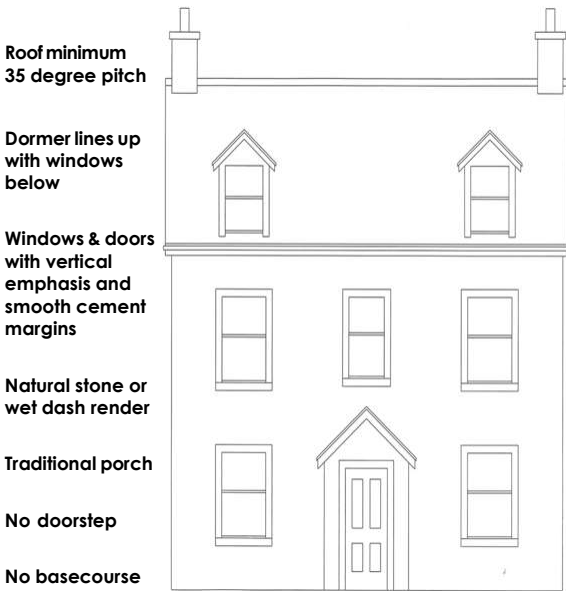 Roof minimum
35 degree pitch
Dormer lines up
with windows
below
Windows & doors
with vertical
emphasis and
smooth cement
margins
Natural stone or
wet dash render
Traditional porch
No doorstep
No basecourse